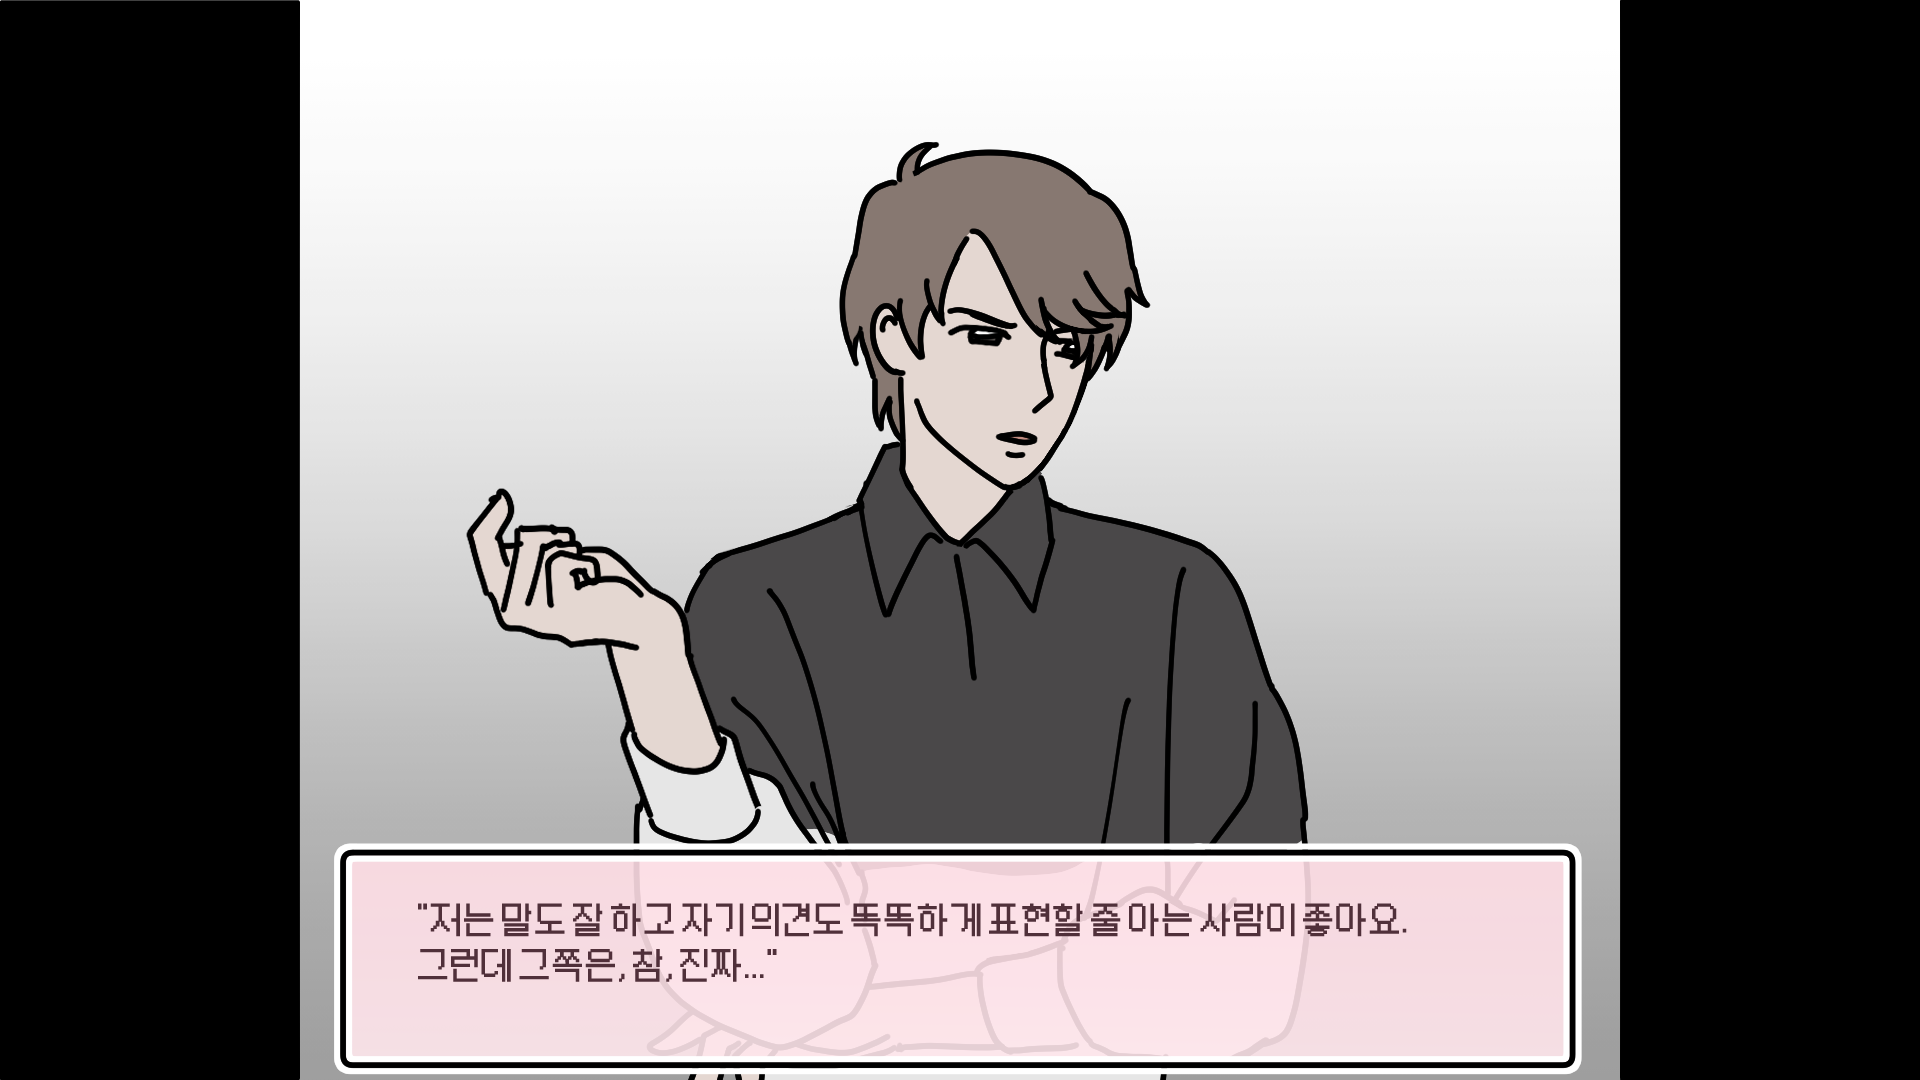 "저는 말도 잘 하고 자기 의견도 똑똑하게 표현할 줄 아는 사람이 좋아요.
그런데 그쪽은, 참, 진짜..."